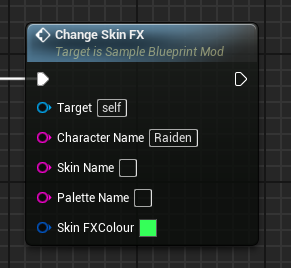 Change Skin FX
Target is Sample Blueprint Mod
Target self
Character Name Raiden
Skin Name
Palette Name
Skin FXColour